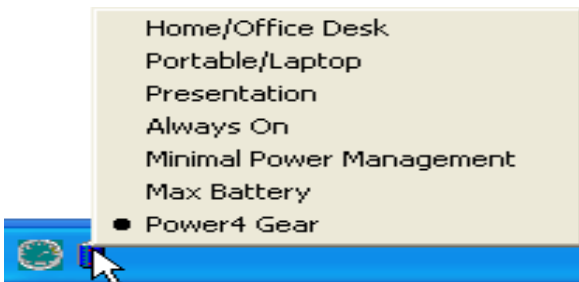 Home/Office Desk
Portable/Laptop
Presentation
Always On
Minimal Power Management
Max Battery
Power4 Gear